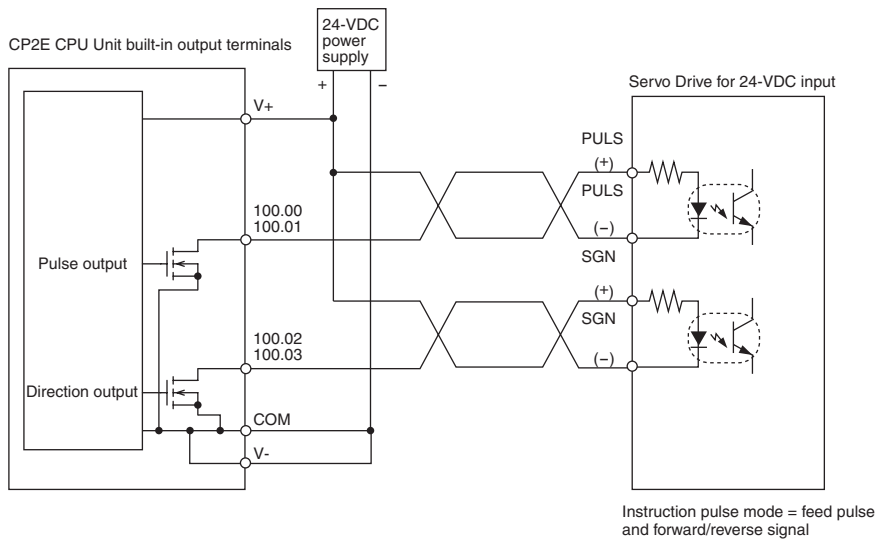 24-VDC
power
supply
CP2E CPU Unit built-in output terminals
+
−
Servo Drive for 24-VDC input
V+
PULS
(+)
PULS
100.00
100.01
(−)
SGN
Pulse output
(+)
SGN
100.02
100.03
(−)
Direction output
COM
V-
Instruction pulse mode = feed pulse
and forward/reverse signal